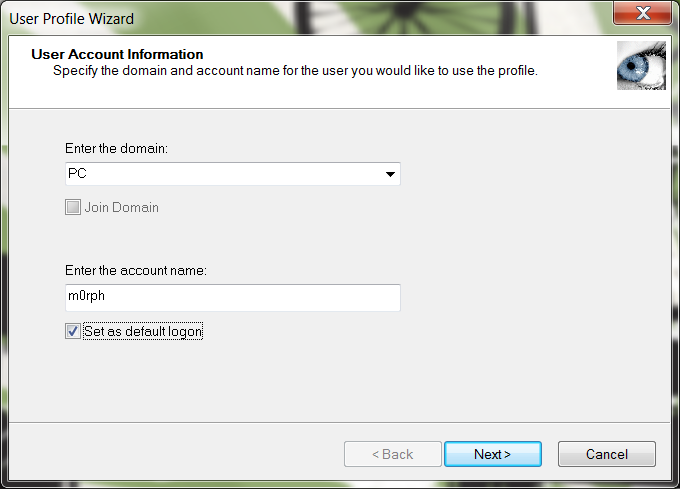 User Profile Wizard
User Account Information
Specify the domain and account name for the user you would like to use the profile.
Enter the domain:
PC
Join Domain
Enter the account name:
m0rph
Set as default logon
< Back
Next >
Cancel